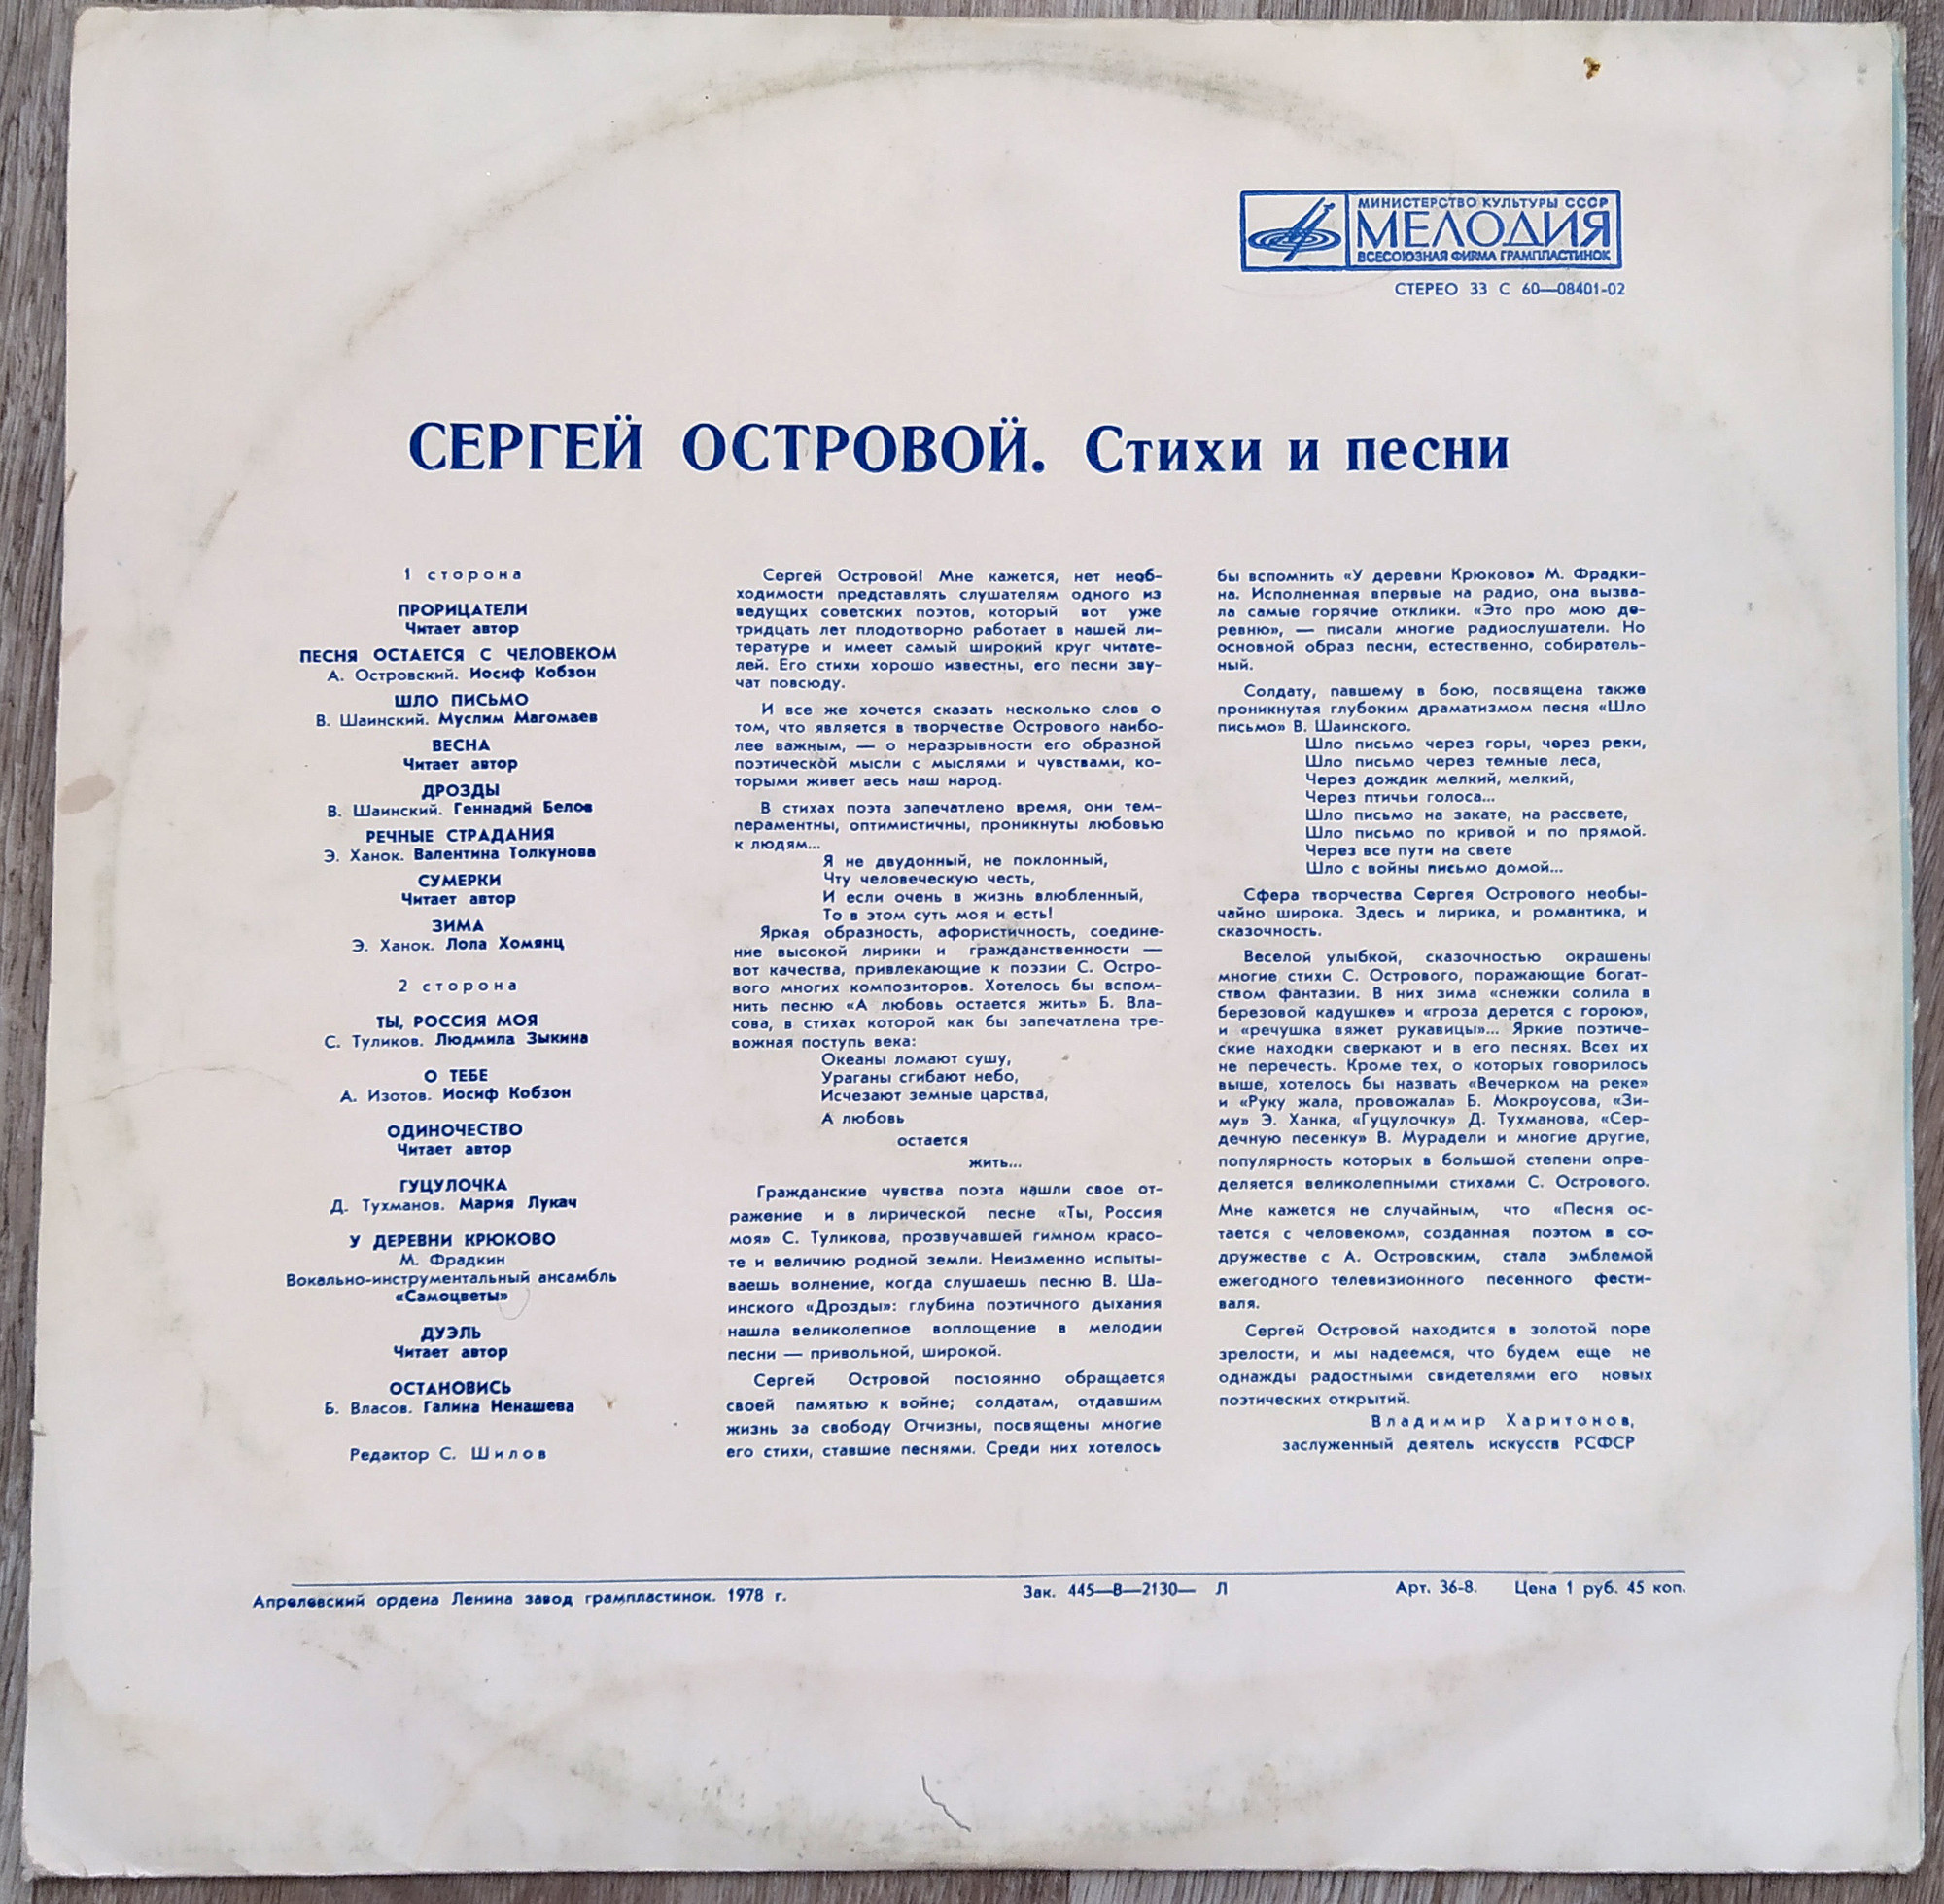 МИНИСТЕРСТВО КУЛЬТУРЫ СССР
МЕЛОДИЯ
ВСЕСОЮЗНАЯ ФИРМА ГРАМПЛАСТИНОК
СТЕРЕО 33 С 60—08401-02
СЕРГЕЙ ОСТРОВОЙ. Стихи и песни
1 сторона
ПРОРИЦАТЕЛИ
Читает автор
ПЕСНЯ ОСТАЕТСЯ С ЧЕЛОВЕКОМ
А. Островский. Иосиф Кобзон
ШЛО ПИСЬМО
В. Шаинский. Муслим Магомаев
ВЕСНА
Читает автор
ДРОЗДЫ
В. Шаинский. Геннадий Белов
РЕЧНЫЕ СТРАДАНИЯ
Э. Ханок. Валентина Толкунова
СУМЕРКИ
Читает автор
ЗИМА
Э. Ханок. Лола Хомянц
2 сторона
ТЫ, РОССИЯ МОЯ
С. Туликов. Людмила Зыкина
О ТЕБЕ
А. Изотов. Иосиф Кобзон
ОДИНОЧЕСТВО
Читает автор
ГУЦУЛОЧКА
Д. Тухманов. Мария Лукач
У ДЕРЕВНИ КРЮКОВО
М. Фрадкин
Вокально-инструментальный ансамбль
«Самоцветы»
ДУЭЛЬ
Читает автор
ОСТАНОВИСЬ
Б. Власов. Галина Ненашева
Редактор С. Шилов
Сергей Островой! Мне кажется, нет необ-
ходимости представлять слушателям одного из
ведущих советских поэтов, который вот уже
тридцать лет плодотворно работает в нашей ли-
тературе и имеет самый широкий круг читате-
лей. Его стихи хорошо известны, его песни зву-
чат повсюду.
И все же хочется сказать несколько слов о
том, что является в творчестве Острового наибо-
лее важным, — о неразрывности его образной
поэтической мысли с мыслями и чувствами, ко-
торыми живет весь наш народ.
В стихах поэта запечатлено время, они тем-
пераментны, оптимистичны, проникнуты любовью
к людям...
Я не двудонный, не поклонный,
Чту человеческую честь,
И если очень в жизнь влюбленный,
То в этом суть моя и есть!
Яркая образность, афористичность, соедине-
ние высокой лирики и гражданственности —
вот качества, привлекающие к поэзии С. Остро-
вого многих композиторов. Хотелось бы вспом-
нить песню «А любовь остается жить» Б. Вла-
сова, в стихах которой как бы запечатлена тре-
вожная поступь века:
Океаны ломают сушу,
Ураганы сгибают небо,
Исчезают земные царства,
А любовь
остается
жить...
Гражданские чувства поэта нашли свое от-
ражение и в лирической песне «Ты, Россия
моя» С. Туликова, прозвучавшей гимном красо-
те и величию родной земли. Неизменно испыты-
ваешь волнение, когда слушаешь песню В. Ша-
инского «Дрозды»: глубина поэтичного дыхания
нашла великолепное воплощение в мелодии
песни — привольной, широкой.
Сергей Островой постоянно обращается
своей памятью к войне; солдатам, отдавшим
жизнь за свободу Отчизны, посвящены многие
его стихи, ставшие песнями. Среди них хотелось
бы вспомнить «У деревни Крюково» М. Фрадки-
на. Исполненная впервые на радио, она вызва-
ла самые горячие отклики. «Это про мою де-
ревню», — писали многие радиослушатели. Но
основной образ песни, естественно, собиратель-
ный.
Солдату, павшему в бою, посвящена также
проникнутая глубоким драматизмом песня «Шло
письмо» В. Шаинского.
Шло письмо через горы, через реки,
Шло письмо через темные леса,
Через дождик мелкий, мелкий,
Через птичьи голоса...
Шло письмо на закате, на рассвете,
Шло письмо по кривой и по прямой.
Через все пути на свете
Шло с войны письмо домой...
Сфера творчества Сергея Острового необы-
чайно широка. Здесь и лирика, и романтика, и
сказочность.
Веселой улыбкой, сказочностью окрашены
многие стихи С. Острового, поражающие богат-
ством фантазии. В них зима «снежки солила в
березовой кадушке» и «гроза дерется с горою»,
и «речушка вяжет рукавицы»... Яркие поэтиче-
ские находки сверкают и в его песнях. Всех их
не перечесть. Кроме тех, о которых говорилось
выше, хотелось бы назвать «Вечерком на реке»
и «Руку жала, провожала» Б. Мокроусова, «Зи-
му» Э. Ханка, «Гуцулочку» Д. Тухманова, «Сер-
дечную песенку» В. Мурадели и многие другие,
популярность которых в большой степени опре-
деляется великолепными стихами С. Острового.
Мне кажется не случайным, что «Песня ос-
тается с человеком», созданная поэтом в со-
дружестве с А. Островским, стала эмблемой
ежегодного телевизионного песенного фести-
валя.
Сергей Островой находится в золотой поре
зрелости, и мы надеемся, что будем еще не
однажды радостными свидетелями его новых
поэтических открытий.
Владимир Харитонов,
заслуженный деятель искусств РСФСР
Апрелевский ордена Ленина завод грампластинок. 1978 г.
Зак. 445—В—2130— Л
Арт. 36-8. Цена 1 руб. 45 коп.